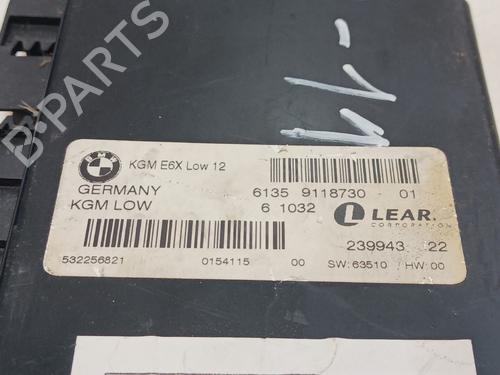 B-PARTS
BMW
KGM E6X Low 12
GERMANY
6135 9118730 01
KGM LOW
6 1032
LEAR.
CORPORATION
239943 22
532256821
0154115
00
SW: 63510 / HW: 00